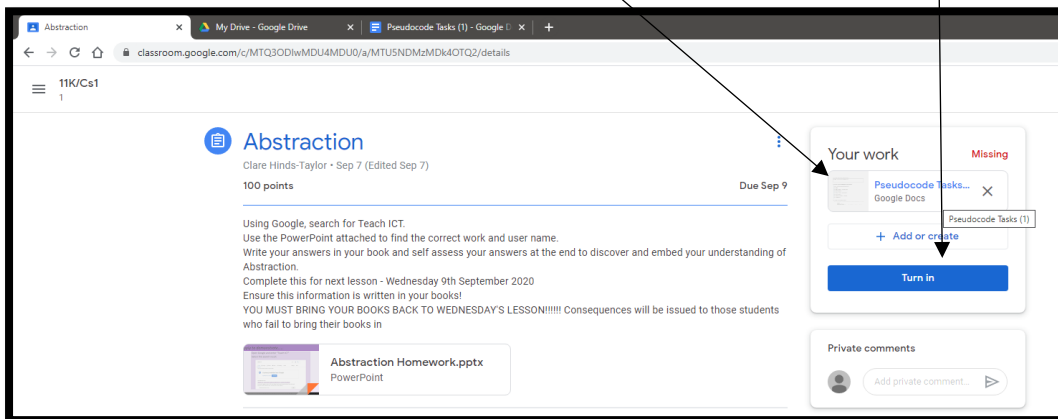 Abstraction
My Drive - Google Drive
Pseudocode Tasks (1) - Google D
classroom.google.com/c/MTQ3ODIwMDU4MDU0/a/MTU5NDMzMDk4OTQ2/details
11K/Cs1
1
Abstraction
Clare Hinds-Taylor • Sep 7 (Edited Sep 7)
100 points
Due Sep 9
Using Google, search for Teach ICT.
Use the PowerPoint attached to find the correct work and user name.
Write your answers in your book and self assess your answers at the end to discover and embed your understanding of
Abstraction.
Complete this for next lesson - Wednesday 9th September 2020
Ensure this information is written in your books!
YOU MUST BRING YOUR BOOKS BACK TO WEDNESDAY'S LESSON!!!!!! Consequences will be issued to those students
who fail to bring their books in
Abstraction Homework.pptx
PowerPoint
Your work
Missing
Pseudocode Tasks...
Google Docs
Pseudocode Tasks (1)
+ Add or create
Turn in
Private comments
Add private comment...